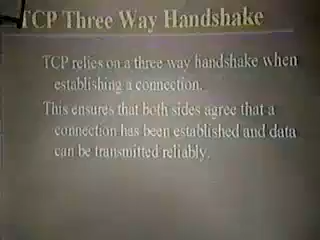 TCP Three Way Handshake
TCP relies on a three way handshake when
establishing a connection.
This ensures that both sides agree that a
connection has been established and data
can be transmitted reliably.